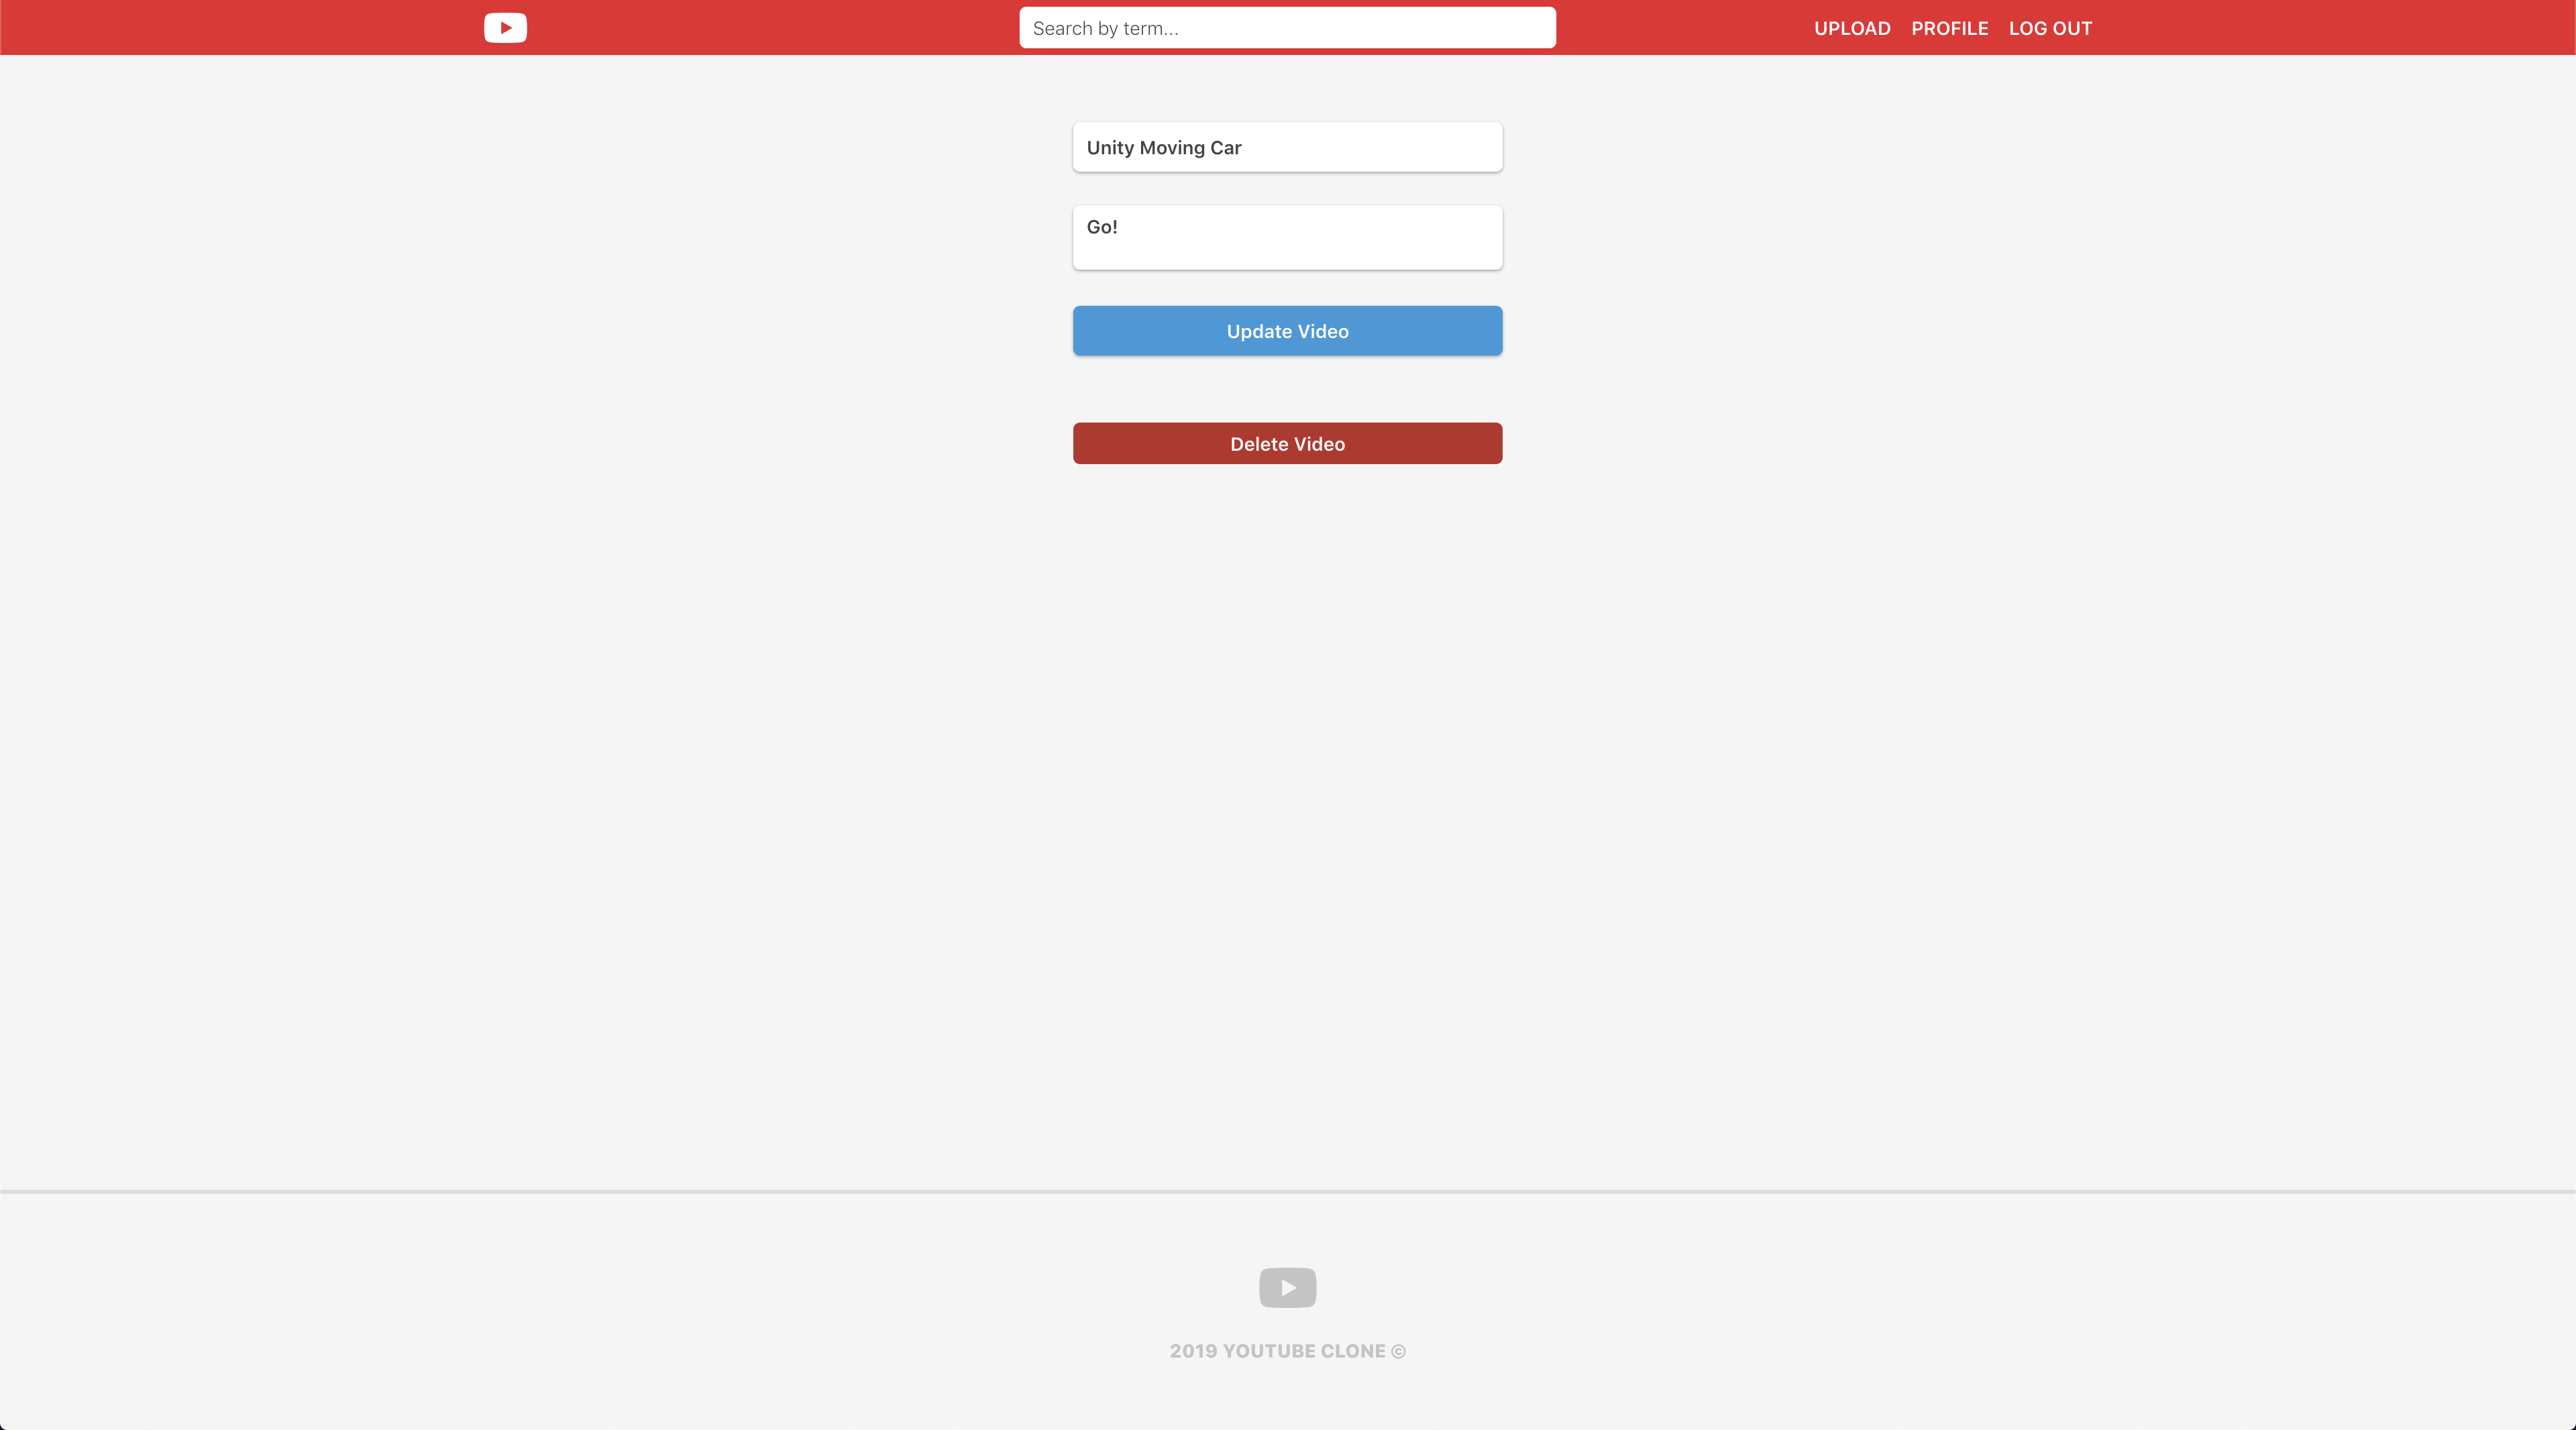 Search by term...
UPLOAD PROFILE LOG OUT
Unity Moving Car
Go!
Update Video
Delete Video
2019 YOUTUBE CLONE ©